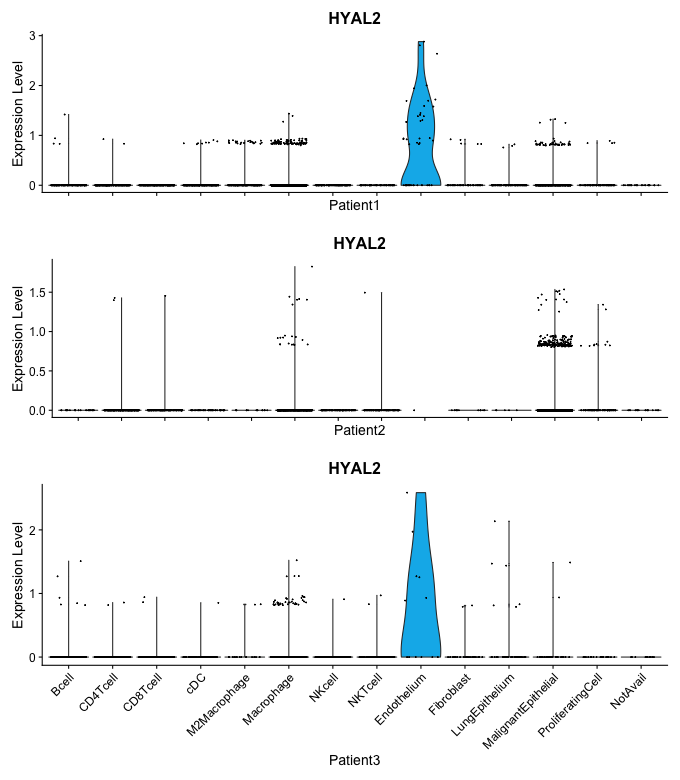 HYAL2
Expression Level
3
2
1
0
Patient1
HYAL2
Expression Level
1.5
1.0
0.5
0.0
Patient2
HYAL2
Expression Level
2
1
0
Bcell
CD4Tcell
CD8Tcell
cDC
M2Macrophage
Macrophage
NKcell
NKTcell
Endothelium
Fibroblast
LungEpithelium
MalignantEpithelial
ProliferatingCell
NotAvail
Patient3